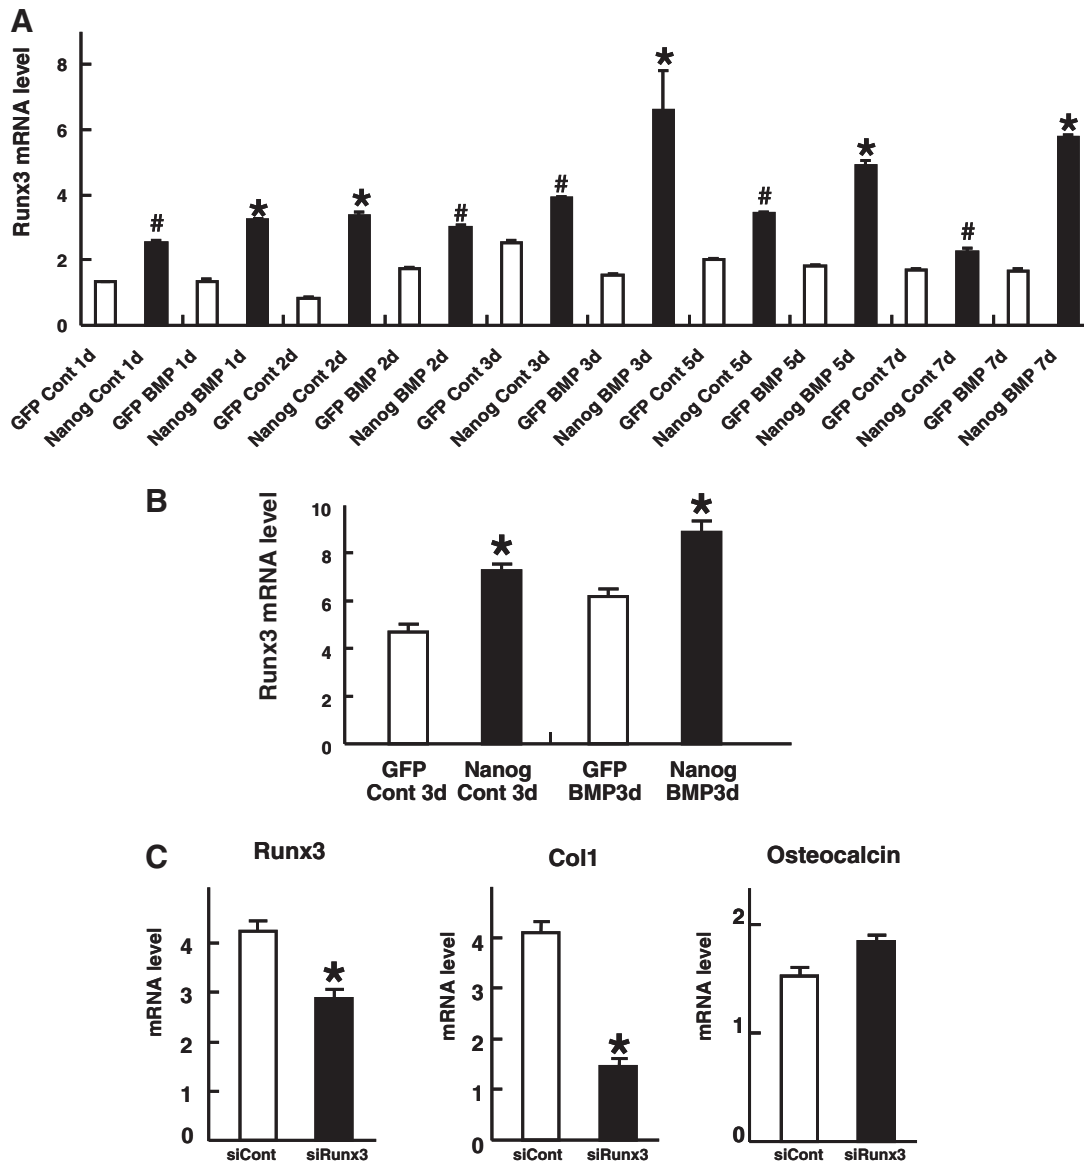 A
Runx3 mRNA level
8
6
4
2
0
# * * # # * # * # *
GFP Cont 1d
Nanog Cont 1d
GFP BMP 1d
Nanog BMP 1d
GFP Cont 2d
Nanog Cont 2d
GFP BMP 2d
Nanog BMP 2d
GFP Cont 3d
Nanog Cont 3d
GFP BMP 3d
Nanog BMP 3d
GFP Cont 5d
Nanog Cont 5d
GFP BMP 5d
Nanog BMP 5d
GFP Cont 7d
Nanog Cont 7d
GFP BMP 7d
Nanog BMP 7d
B
Runx3 mRNA level
10
8
6
4
2
0
* *
GFP
Cont 3d
Nanog
Cont 3d
GFP
BMP3d
Nanog
BMP3d
C
Runx3
mRNA level
4
3
2
1
0
*
siCont siRunx3
Col1
mRNA level
4
3
2
1
0
*
siCont siRunx3
Osteocalcin
mRNA level
2
1
0
siCont siRunx3